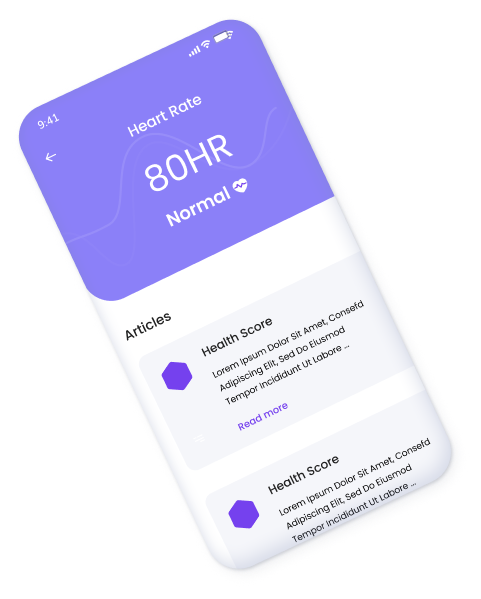 9:41
Heart Rate
80HR
Normal
Articles
Health Score
Lorem Ipsum Dolor Sit Amet, Consefd
Adipiscing Elit, Sed Do Eiusmod
Tempor Incididunt Ut Labore ...
Read more
Health Score
Lorem Ipsum Dolor Sit Amet, Consefd
Adipiscing Elit, Sed Do Eiusmod
Tempor Incididunt Ut Labore ...